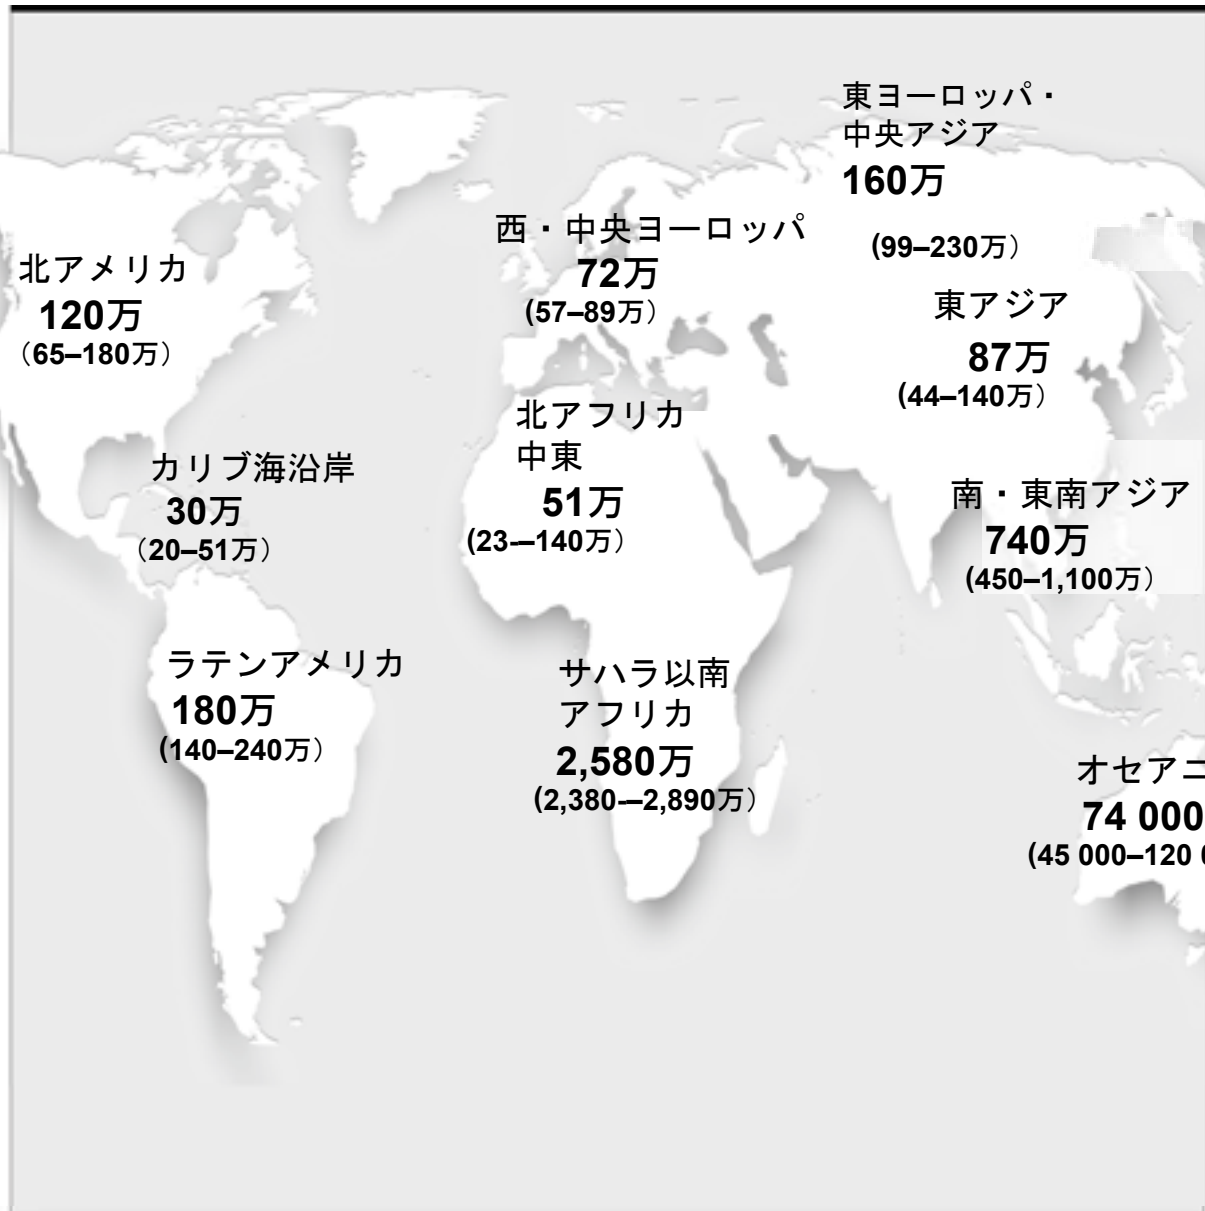 東ヨーロッパ・
中央アジア
160万
(99–230万）
西・中央ヨーロッパ
72万
(57–89万）
北アメリカ
120万
（65–180万）
東アジア
87万
(44–140万）
北アフリカ
中東
51万
(23-–140万）
カリブ海沿岸
30万
（20–51万）
南・東南アジア
740万
(450–1,100万）
ラテンアメリカ
180万
(140–240万）
サハラ以南
アフリカ
2,580万
(2,380-–2,890万）
オセアニ
74 000
(45 000–120